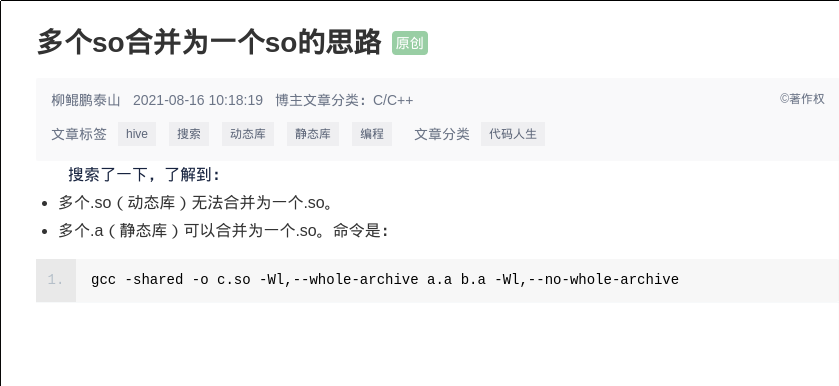 多个so合并为一个so的思路 原创
柳鲲鹏泰山 2021-08-16 10:18:19 博主文章分类：C/C++ ©著作权
文章标签 hive 搜索 动态库 静态库 编程 文章分类 代码人生
搜索了一下，了解到：
多个.so（动态库）无法合并为一个.so。
多个.a（静态库）可以合并为一个.so。命令是：
1. gcc -shared -o c.so -Wl,--whole-archive a.a b.a -Wl,--no-whole-archive